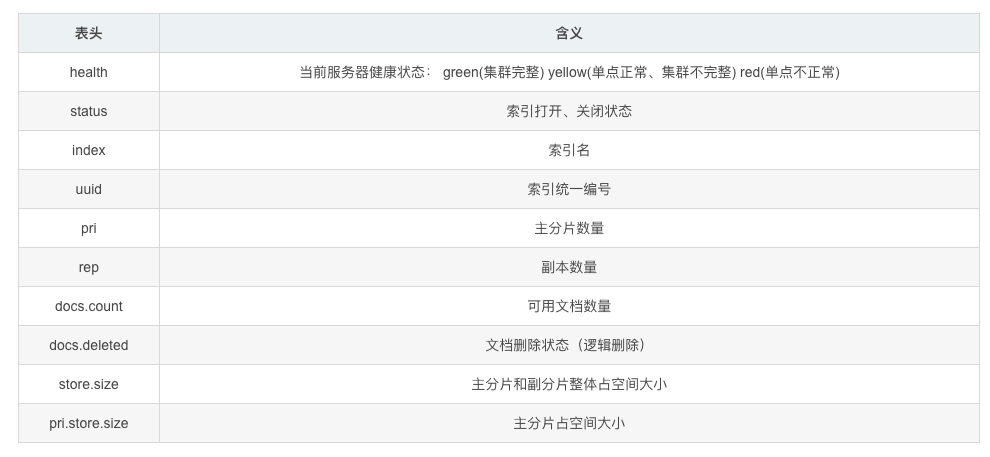 表头 含义
health 当前服务器健康状态： green(集群完整) yellow(单点正常、集群不完整) red(单点不正常)
status 索引打开、关闭状态
index 索引名
uuid 索引统一编号
pri 主分片数量
rep 副本数量
docs.count 可用文档数量
docs.deleted 文档删除状态（逻辑删除）
store.size 主分片和副分片整体占空间大小
pri.store.size 主分片占空间大小